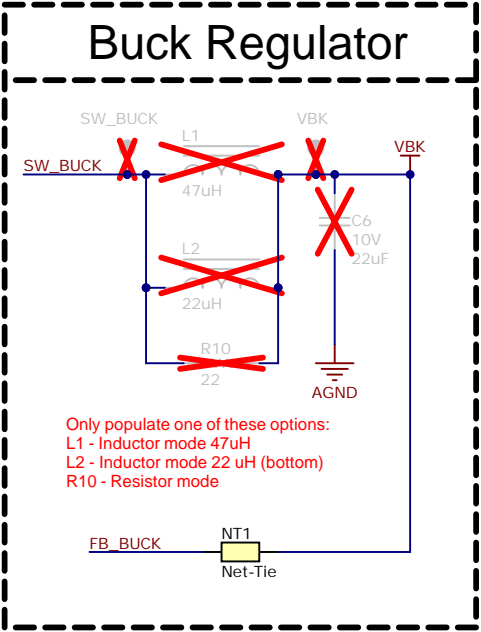 Buck Regulator
SW_BUCK
VBK
L1
VBK
SW_BUCK
47uH
C6
10V
22uF
L2
22uH
R10
22
AGND
Only populate one of these options:
L1 - Inductor mode 47uH
L2 - Inductor mode 22 uH (bottom)
R10 - Resistor mode
NT1
FB_BUCK
Net-Tie